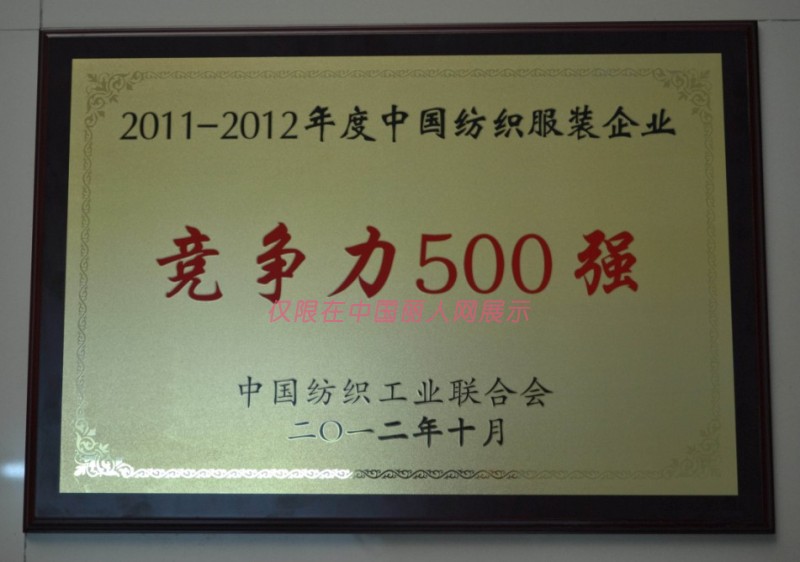 2011-2012年度中国纺织服装企业
竞争力500强
仅限在中国丽人网展示
中国纺织工业联合会
二〇一二年十月